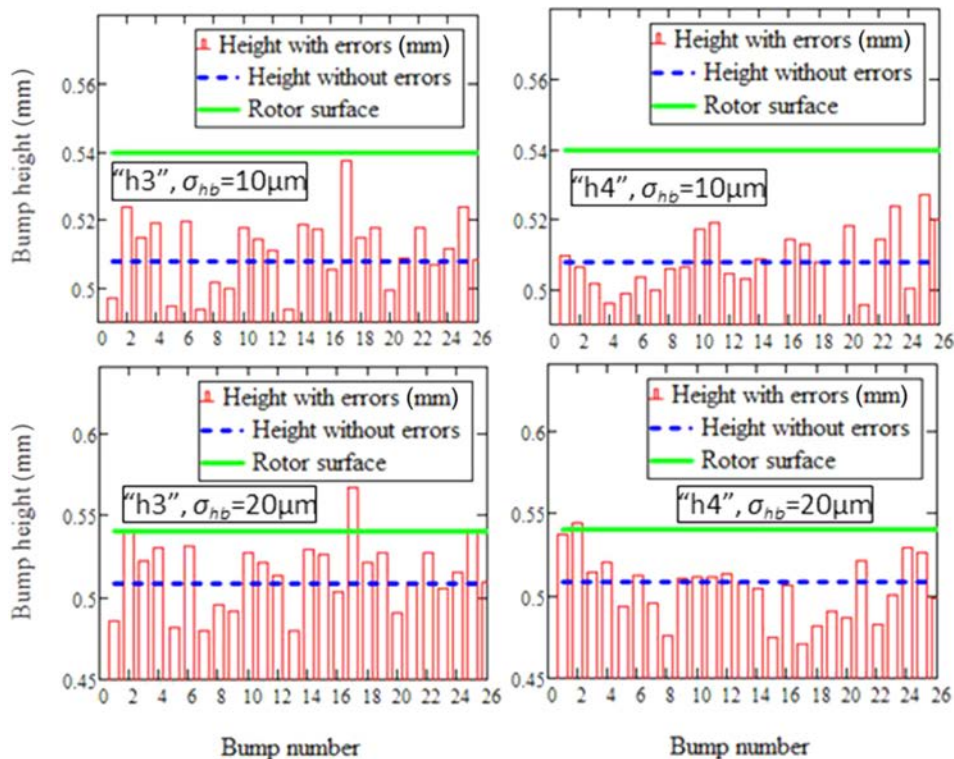 Bump height (mm)
Height with errors (mm)
Height without errors
Rotor surface
0.56
0.54
"h3", σhb=10μm
0.52
0.5
0 2 4 6 8 10 12 14 16 18 20 22 24 26
Height with errors (mm)
Height without errors
Rotor surface
0.56
0.54
"h4", σhb=10μm
0.52
0.5
0 2 4 6 8 10 12 14 16 18 20 22 24 26
Bump height (mm)
Height with errors (mm)
Height without errors
Rotor surface
0.6
0.55
"h3", σhb=20μm
0.5
0.45
0 2 4 6 8 10 12 14 16 18 20 22 24 26
Bump number
Height with errors (mm)
Height without errors
Rotor surface
0.6
0.55
"h4", σhb=20μm
0.5
0.45
0 2 4 6 8 10 12 14 16 18 20 22 24 26
Bump number